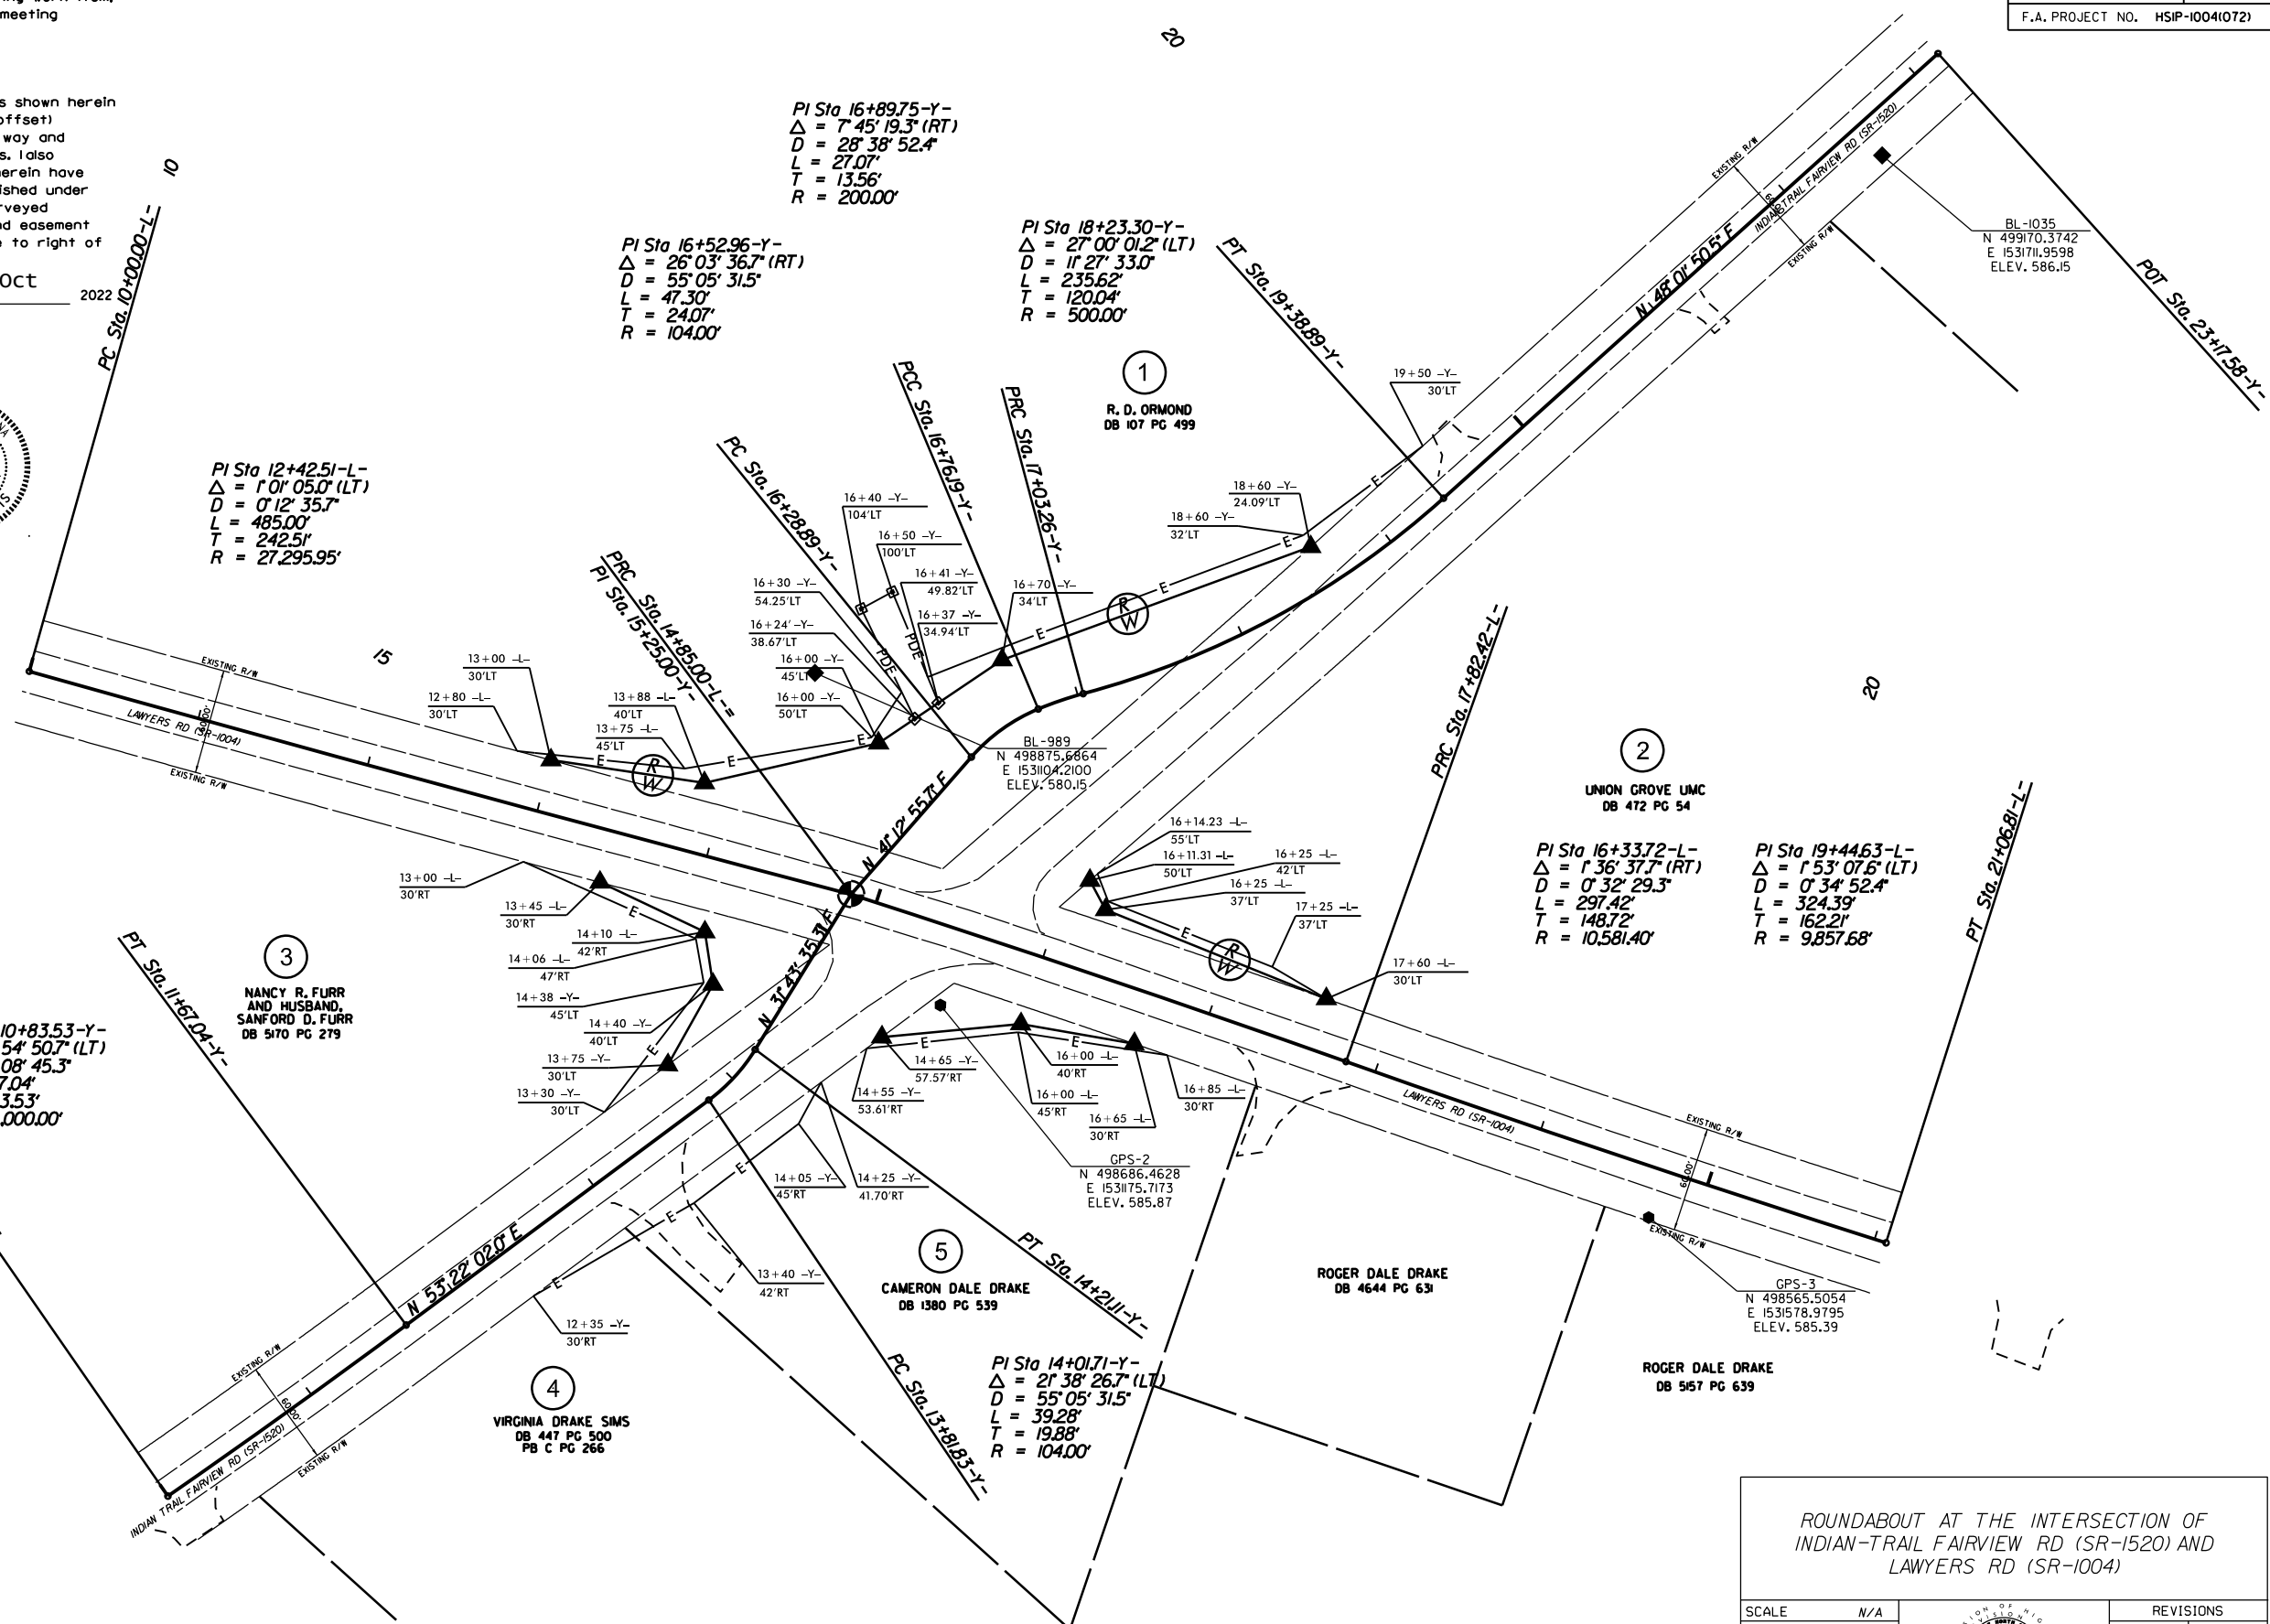 meeting
F.A. PROJECT NO. HSIP-1004(072)
s shown herein
offset)
way and
s. I also
herein have
ished under
rveyed
nd easement
to right of
Oct
2022
20
10
PC Sta. 10+00.00-L-
PI Sta 16+89.75-Y-
Δ = 7° 45' 19.3" (RT)
D = 28° 38' 52.4"
L = 27.07'
T = 13.56'
R = 200.00'
PI Sta 16+52.96-Y-
Δ = 26° 03' 36.7" (RT)
D = 55° 05' 31.5"
L = 47.30'
T = 24.07'
R = 104.00'
PI Sta 18+23.30-Y-
Δ = 27° 00' 01.2" (LT)
D = 11° 27' 33.0"
L = 235.62'
T = 120.04'
R = 500.00'
PT Sta. 19+38.89-Y-
EXISTING R/W
INDIAN TRAIL FAIRVIEW RD (SR-1520)
EXISTING R/W
N 48° 01' 50.5" E
BL-1035
N 499170.3742
E 1531711.9598
ELEV. 586.15
POT Sta. 23+17.58-Y-
1
R. D. ORMOND
DB 107 PG 499
19+50 -Y-
30'LT
PCC Sta. 16+76.19-Y-
PRC Sta. 17+03.26-Y-
PC Sta. 16+28.89-Y-
PI Sta 12+42.51-L-
Δ = 1° 01' 05.0" (LT)
D = 0° 12' 35.7"
L = 485.00'
T = 242.51'
R = 27,295.95'
16+40 -Y-
104'LT
16+50 -Y-
100'LT
18+60 -Y-
24.09'LT
18+60 -Y-
32'LT
PRC Sta. 14+85.00-L-=
PI Sta. 15+25.00-Y-
16+30 -Y-
54.25'LT
16+41 -Y-
49.82'LT
16+70 -Y-
34'LT
16+24' -Y-
38.67'LT
16+37 -Y-
34.94'LT
PDE
PDE
E
E
E
E
R
W
16+00 -Y-
45'LT
16+00 -Y-
50'LT
15
EXISTING R/W
13+00 -L-
30'LT
12+80 -L-
30'LT
13+88 -L-
40'LT
13+75 -L-
45'LT
E
E
E
R
W
LAWYERS RD (SR-1004)
EXISTING R/W
BL-989
N 498875.6864
E 1531104.2100
ELEV. 580.15
N 41° 12' 55.7" E
PRC Sta. 17+82.42-L-
2
UNION GROVE UMC
DB 472 PG 54
20
PI Sta 16+33.72-L-
Δ = 1° 36' 37.7" (RT)
D = 0° 32' 29.3"
L = 297.42'
T = 148.72'
R = 10,581.40'
PI Sta 19+44.63-L-
Δ = 1° 53' 07.6" (LT)
D = 0° 34' 52.4"
L = 324.39'
T = 162.21'
R = 9,857.68'
PT Sta. 21+06.81-L-
16+14.23 -L-
55'LT
16+11.31 -L-
50'LT
16+25 -L-
42'LT
16+25 -L-
37'LT
17+25 -L-
37'LT
17+60 -L-
30'LT
E
R
W
13+00 -L-
30'RT
13+45 -L-
30'RT
14+10 -L-
42'RT
14+06 -L-
47'RT
14+38 -Y-
45'LT
14+40 -Y-
40'LT
13+75 -Y-
30'LT
13+30 -Y-
30'LT
E
E
N 31° 43' 35.3" E
3
NANCY R. FURR
AND HUSBAND,
SANFORD D. FURR
DB 5170 PG 279
PT Sta. 11+67.04-Y-
10+83.53-Y-
54' 50.7" (LT)
08' 45.3"
7.04'
3.53'
,000.00'
14+65 -Y-
57.57'RT
14+55 -Y-
53.61'RT
16+00 -L-
40'RT
16+00 -L-
45'RT
16+65 -L-
30'RT
16+85 -L-
30'RT
E
E
LAWYERS RD (SR-1004)
EXISTING R/W
60.00'
EXISTING R/W
GPS-2
N 498686.4628
E 1531175.7173
ELEV. 585.87
14+05 -Y-
45'RT
14+25 -Y-
41.70'RT
E
E
E
13+40 -Y-
42'RT
12+35 -Y-
30'RT
N 53° 22' 02.0" E
5
CAMERON DALE DRAKE
DB 1380 PG 539
PT Sta. 14+21.11-Y-
ROGER DALE DRAKE
DB 4644 PG 631
GPS-3
N 498565.5054
E 1531578.9795
ELEV. 585.39
ROGER DALE DRAKE
DB 5157 PG 639
PC Sta. 13+81.83-Y-
PI Sta 14+01.71-Y-
Δ = 21° 38' 26.7" (LT)
D = 55° 05' 31.5"
L = 39.28'
T = 19.88'
R = 104.00'
EXISTING R/W
60.00'
EXISTING R/W
INDIAN TRAIL FAIRVIEW RD (SR-1520)
4
VIRGINIA DRAKE SIMS
DB 447 PG 500
PB C PG 266
ROUNDABOUT AT THE INTERSECTION OF
INDIAN-TRAIL FAIRVIEW RD (SR-1520) AND
LAWYERS RD (SR-1004)
SCALE N/A
REVISIONS